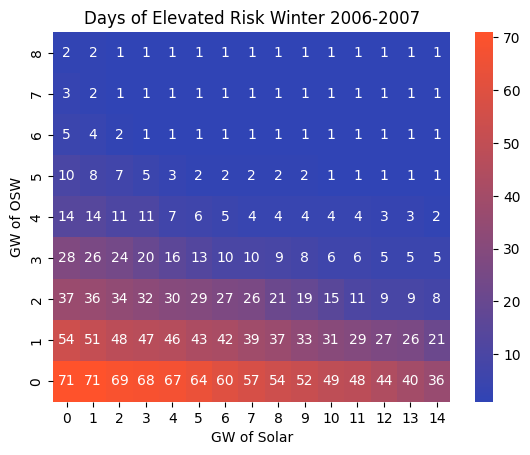 Days of Elevated Risk Winter 2006-2007
8 2 2 1 1 1 1 1 1 1 1 1 1 1 1 1
7 3 2 1 1 1 1 1 1 1 1 1 1 1 1 1
6 5 4 2 1 1 1 1 1 1 1 1 1 1 1 1
5 10 8 7 5 3 2 2 2 2 2 1 1 1 1 1
4 14 14 11 11 7 6 5 4 4 4 4 4 3 3 2
3 28 26 24 20 16 13 10 10 9 8 6 6 5 5 5
2 37 36 34 32 30 29 27 26 21 19 15 11 9 9 8
1 54 51 48 47 46 43 42 39 37 33 31 29 27 26 21
0 71 71 69 68 67 64 60 57 54 52 49 48 44 40 36
0 1 2 3 4 5 6 7 8 9 10 11 12 13 14
GW of Solar
GW of OSW
70
60
50
40
30
20
10